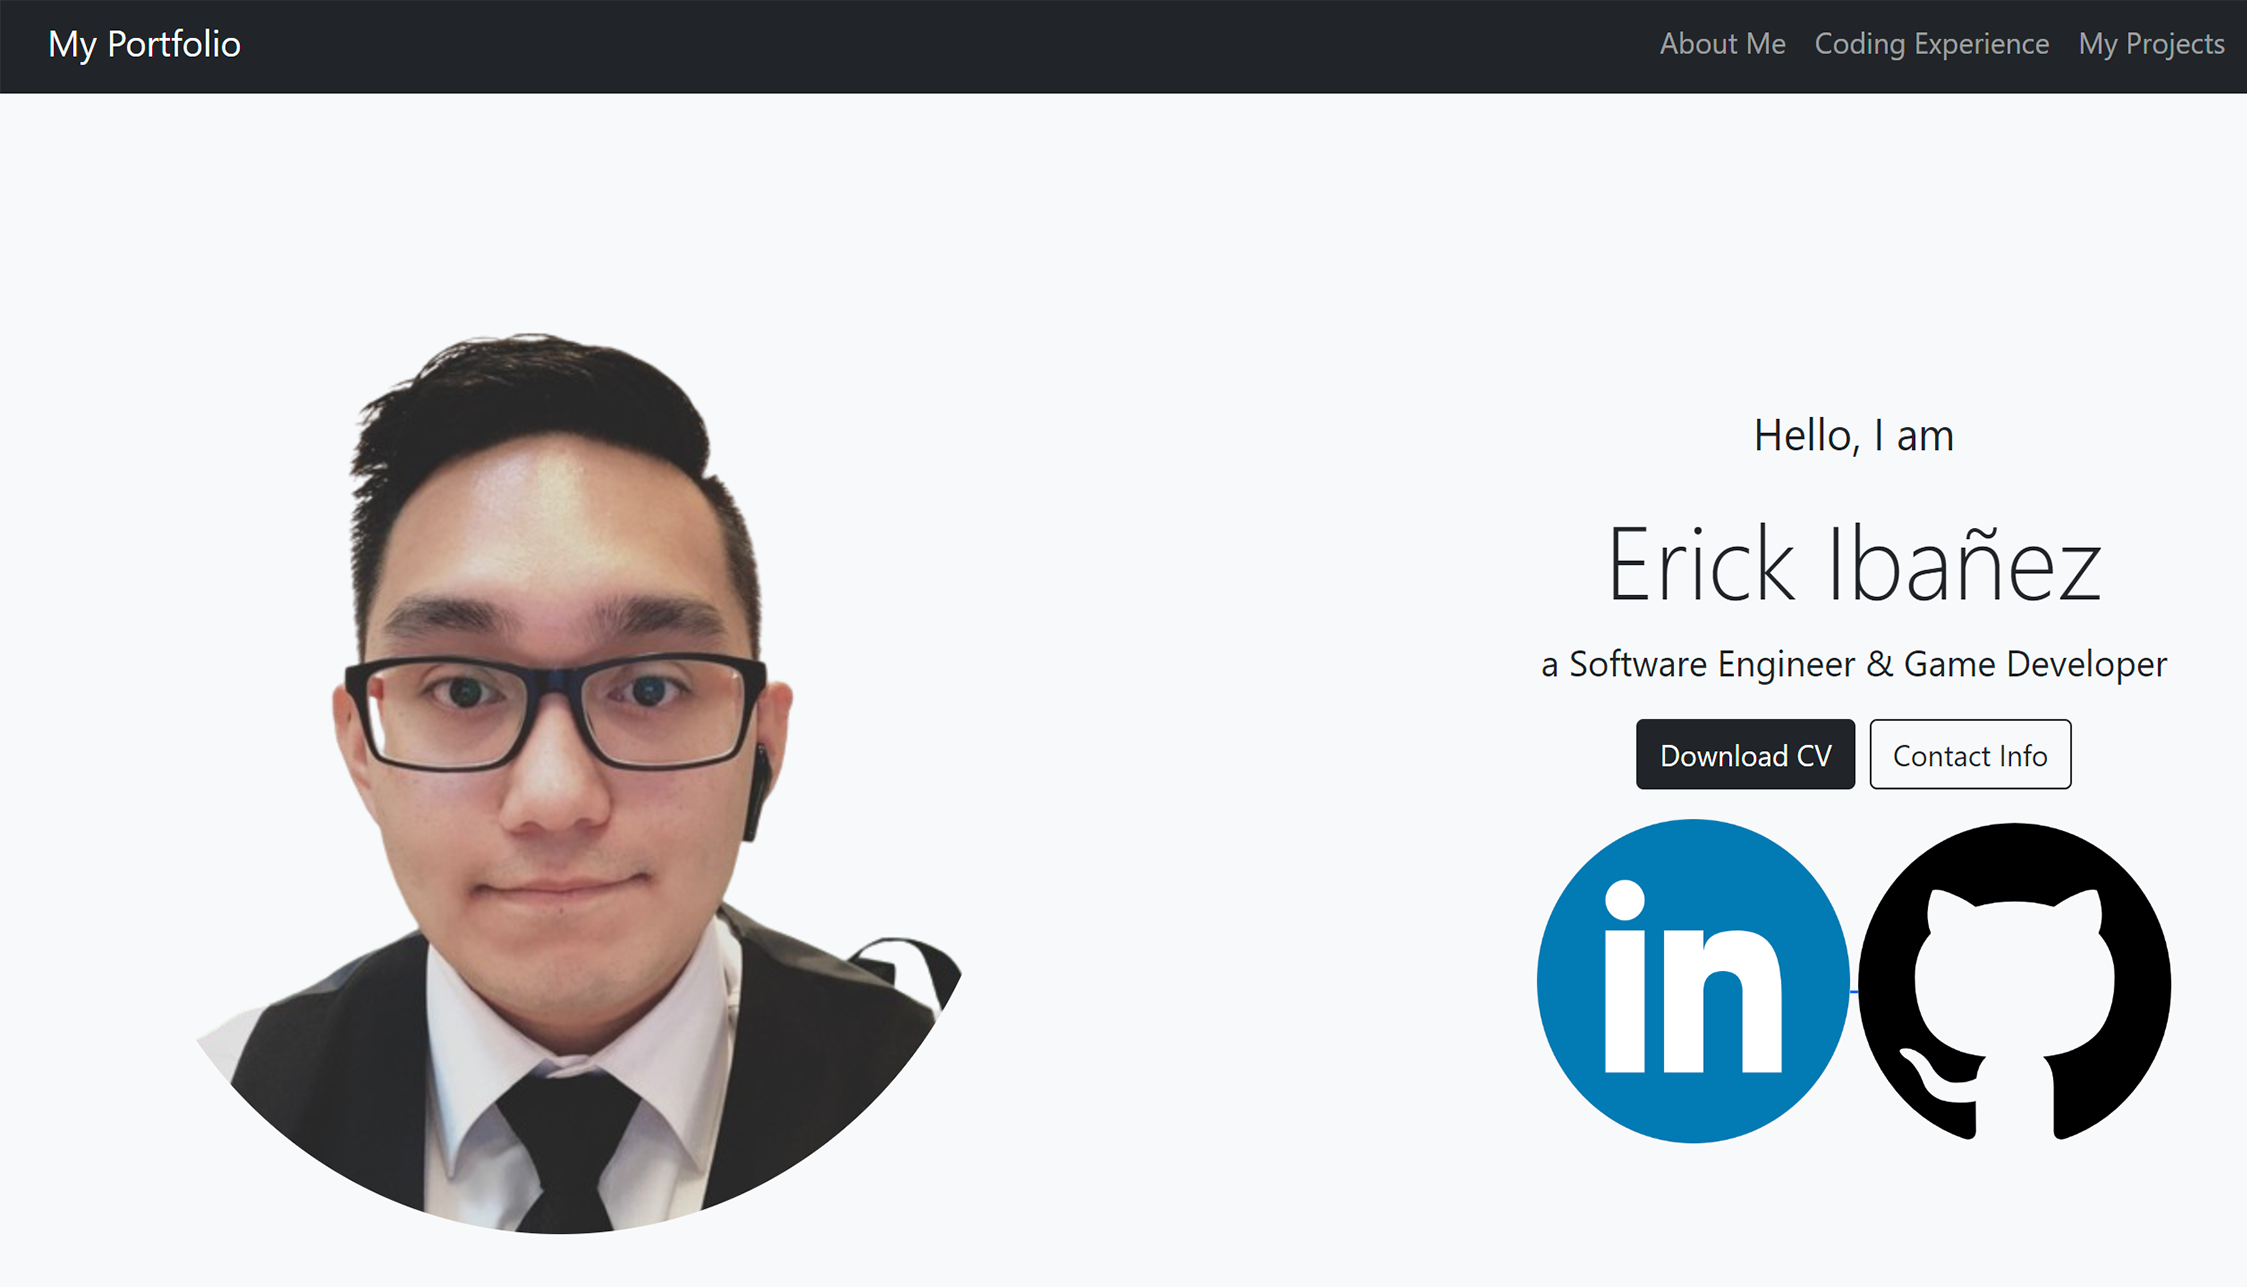 My Portfolio
About Me Coding Experience My Projects
Hello, I am
Erick Ibañez
a Software Engineer & Game Developer
Download CV Contact Info
in